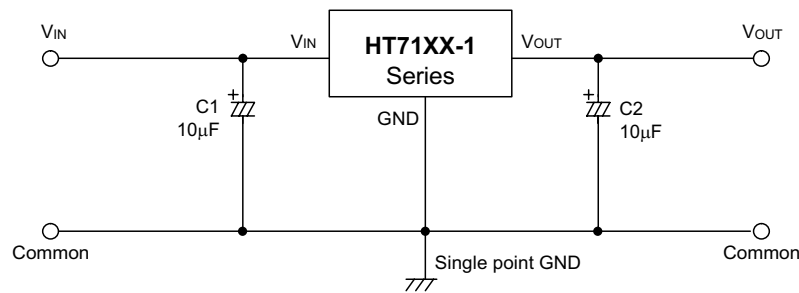 VIN
VIN
HT71XX-1
Series
VOUT
VOUT
+
C1
10μF
GND
+
C2
10μF
Common
Single point GND
Common